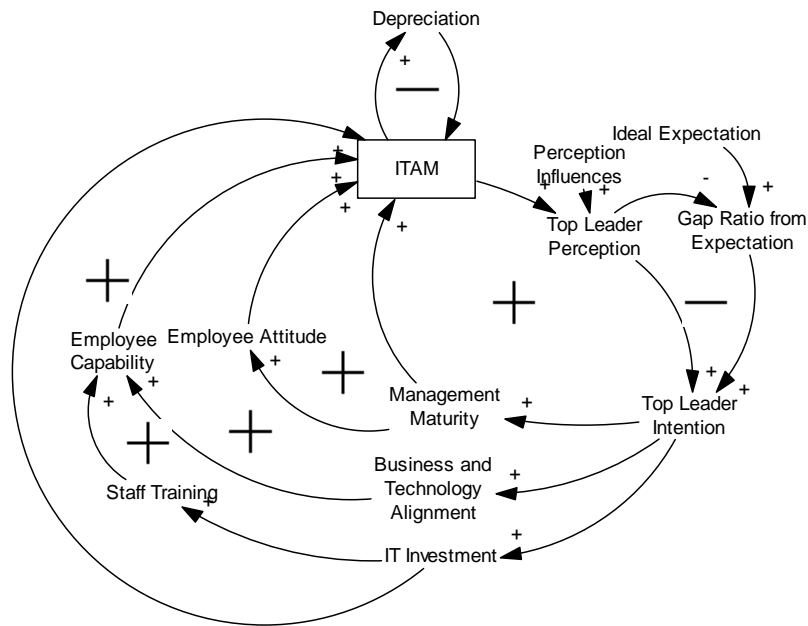 Depreciation
+
—
ITAM
Ideal Expectation
Perception
Influences
+
+
+
-
+
+
+
+
Top Leader
Perception
Gap Ratio from
Expectation
+
+
—
Employee
Capability
Employee Attitude
+
+
+
+
+
Management
Maturity
+
+
+
Top Leader
Intention
+
+
Business and
Technology
Alignment
+
Staff Training
+
+
IT Investment